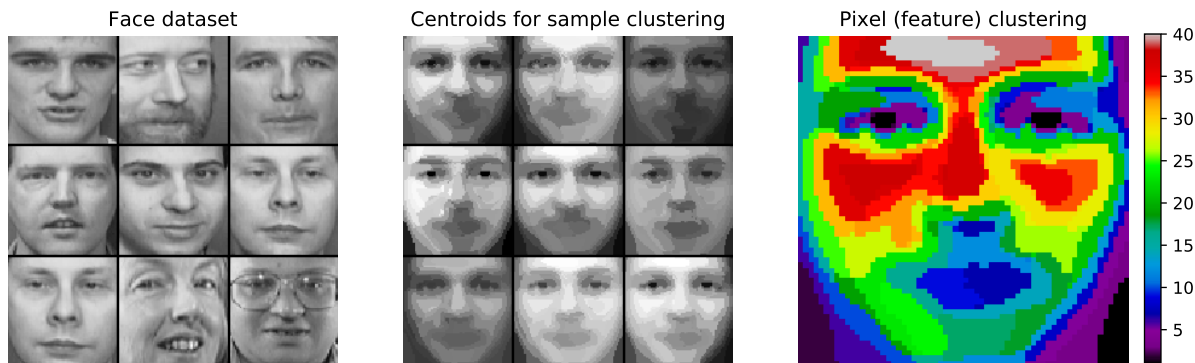 Face dataset
Centroids for sample clustering
Pixel (feature) clustering
40
35
30
25
20
15
10
5